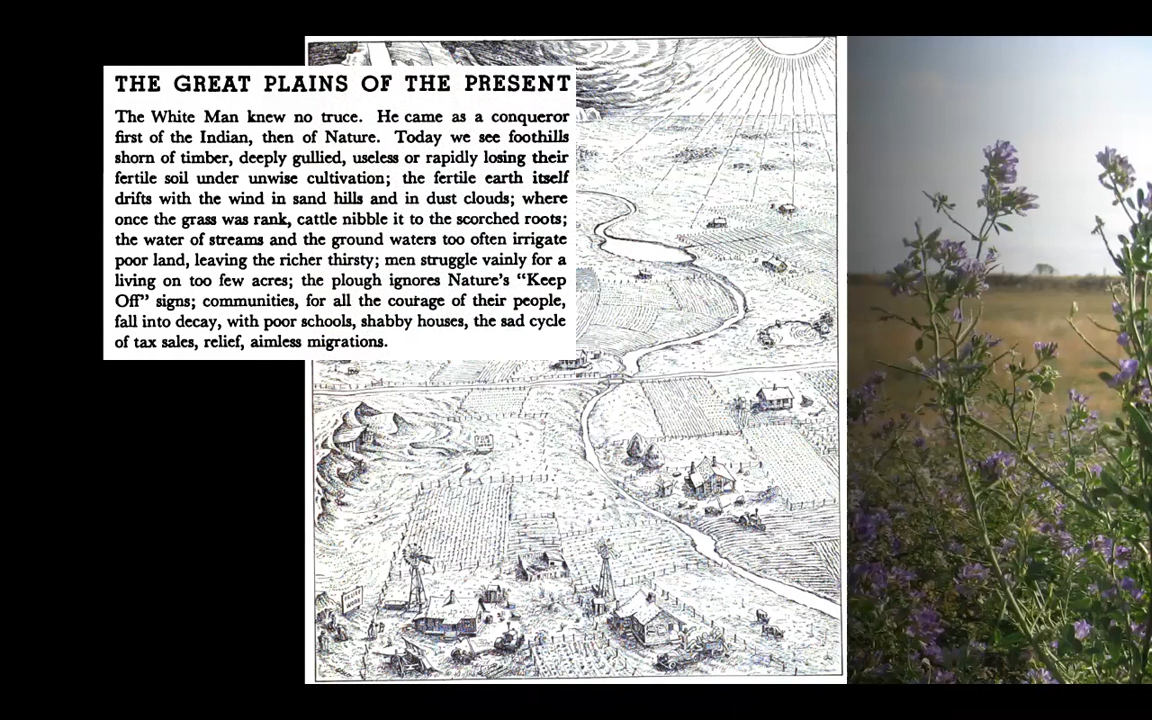 THE GREAT PLAINS OF THE PRESENT
The White Man knew no truce. He came as a conqueror
first of the Indian, then of Nature. Today we see foothills
shorn of timber, deeply gullied, useless or rapidly losing their
fertile soil under unwise cultivation; the fertile earth itself
drifts with the wind in sand hills and in dust clouds; where
once the grass was rank, cattle nibble it to the scorched roots;
the water of streams and the ground waters too often irrigate
poor land, leaving the richer thirsty; men struggle vainly for a
living on too few acres; the plough ignores Nature's "Keep
Off" signs; communities, for all the courage of their people,
fall into decay, with poor schools, shabby houses, the sad cycle
of tax sales, relief, aimless migrations.